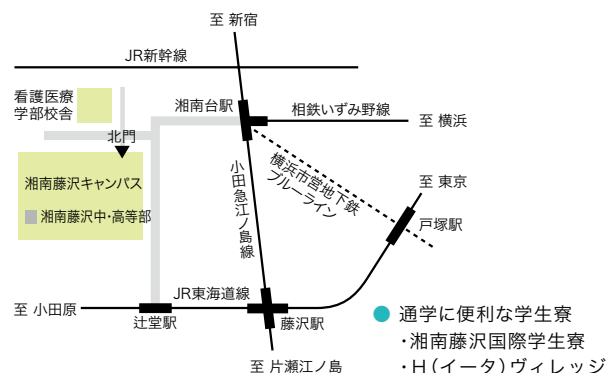 至 新宿
JR新幹線
看護医療
学部校舎
湘南台駅
相鉄いずみ野線
至 横浜
北門
湘南藤沢キャンパス
湘南藤沢中・高等部
小田急江ノ島線
横浜市営地下鉄
ブルーライン
至 東京
戸塚駅
JR東海道線
至 小田原
辻堂駅
藤沢駅
至 片瀬江ノ島
通学に便利な学生寮
・湘南藤沢国際学生寮
・H(イータ)ヴィレッジ